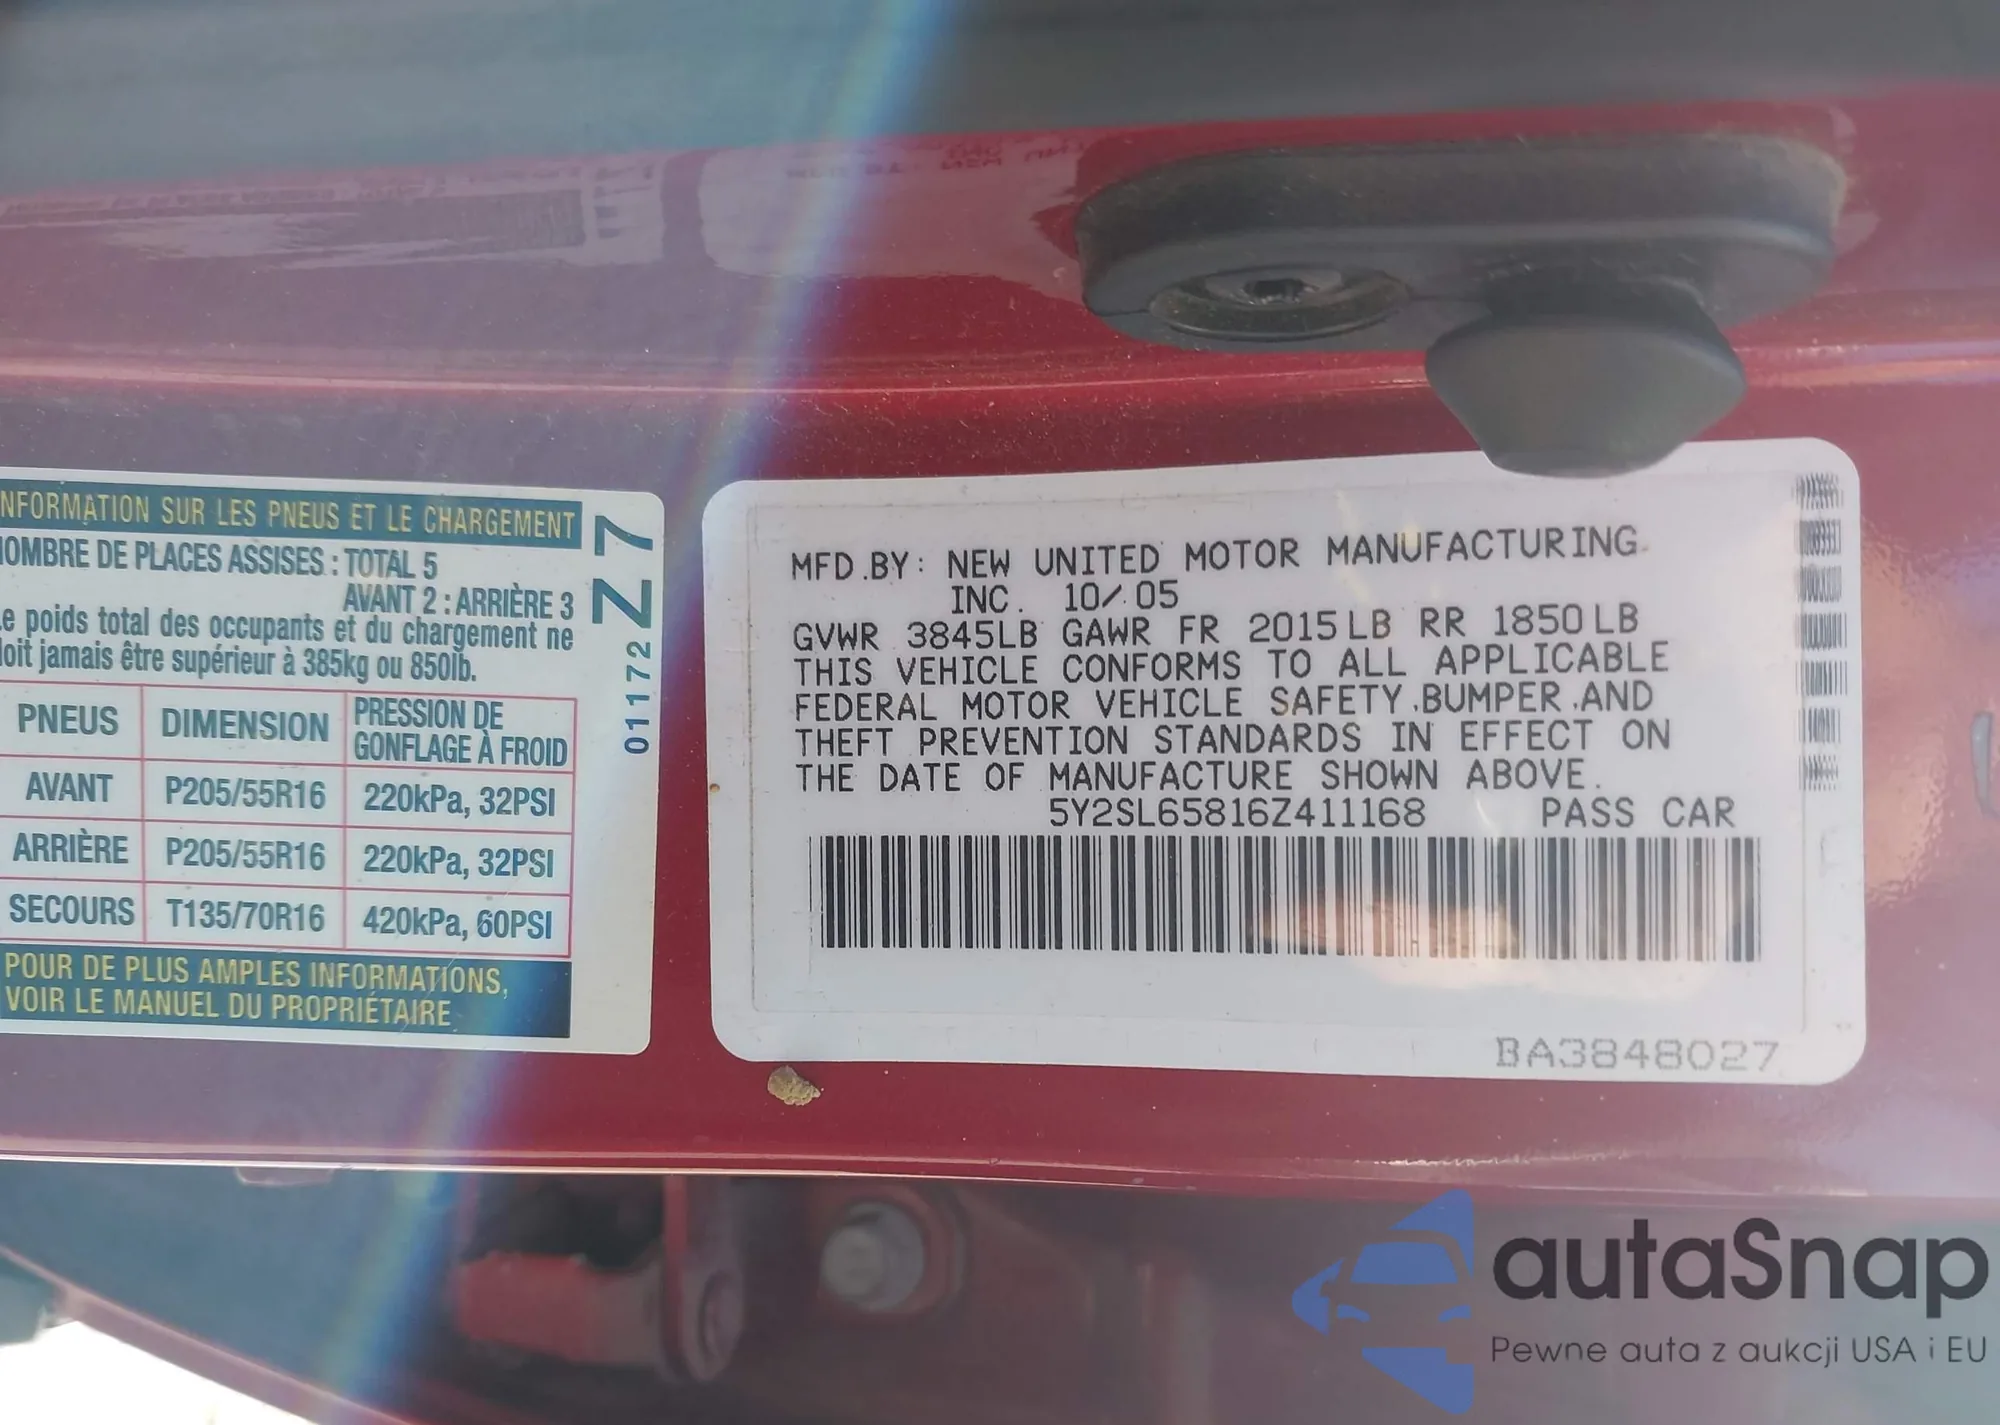 NFORMATION SUR LES PNEUS ET LE CHARGEMENT
OMBRE DE PLACES ASSISES : TOTAL 5
AVANT 2 : ARRIÈRE 3
e poids total des occupants et du chargement ne
oit jamais être supérieur à 385kg ou 850lb.
PNEUS DIMENSION PRESSION DE GONFLAGE À FROID
AVANT P205/55R16 220kPa, 32PSI
ARRIÈRE P205/55R16 220kPa, 32PSI
SECOURS T135/70R16 420kPa, 60PSI
POUR DE PLUS AMPLES INFORMATIONS,
VOIR LE MANUEL DU PROPRIÉTAIRE
01172 Z7
MFD.BY: NEW UNITED MOTOR MANUFACTURING
INC. 10/05
GVWR 3845LB GAWR FR 2015LB RR 1850LB
THIS VEHICLE CONFORMS TO ALL APPLICABLE
FEDERAL MOTOR VEHICLE SAFETY,BUMPER,AND
THEFT PREVENTION STANDARDS IN EFFECT ON
THE DATE OF MANUFACTURE SHOWN ABOVE.
5Y2SL65816Z411168 PASS CAR
BA3848027
autaSnap
Pewne auta z aukcji USA i EU